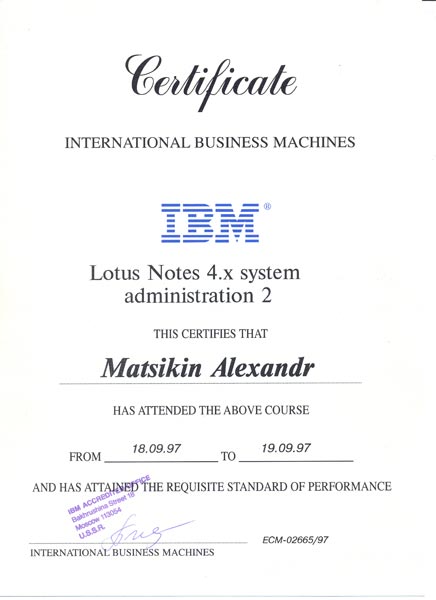 Certificate
INTERNATIONAL BUSINESS MACHINES
IBM®
Lotus Notes 4.x system
administration 2
THIS CERTIFIES THAT
Matsikin Alexandr
HAS ATTENDED THE ABOVE COURSE
FROM 18.09.97 TO 19.09.97
AND HAS ATTAINED THE REQUISITE STANDARD OF PERFORMANCE
IBM ACCREDITED OFFICE
Bakhrushina Street 18
Moscow 113054
U.S.S.R.
ECM-02665/97
INTERNATIONAL BUSINESS MACHINES